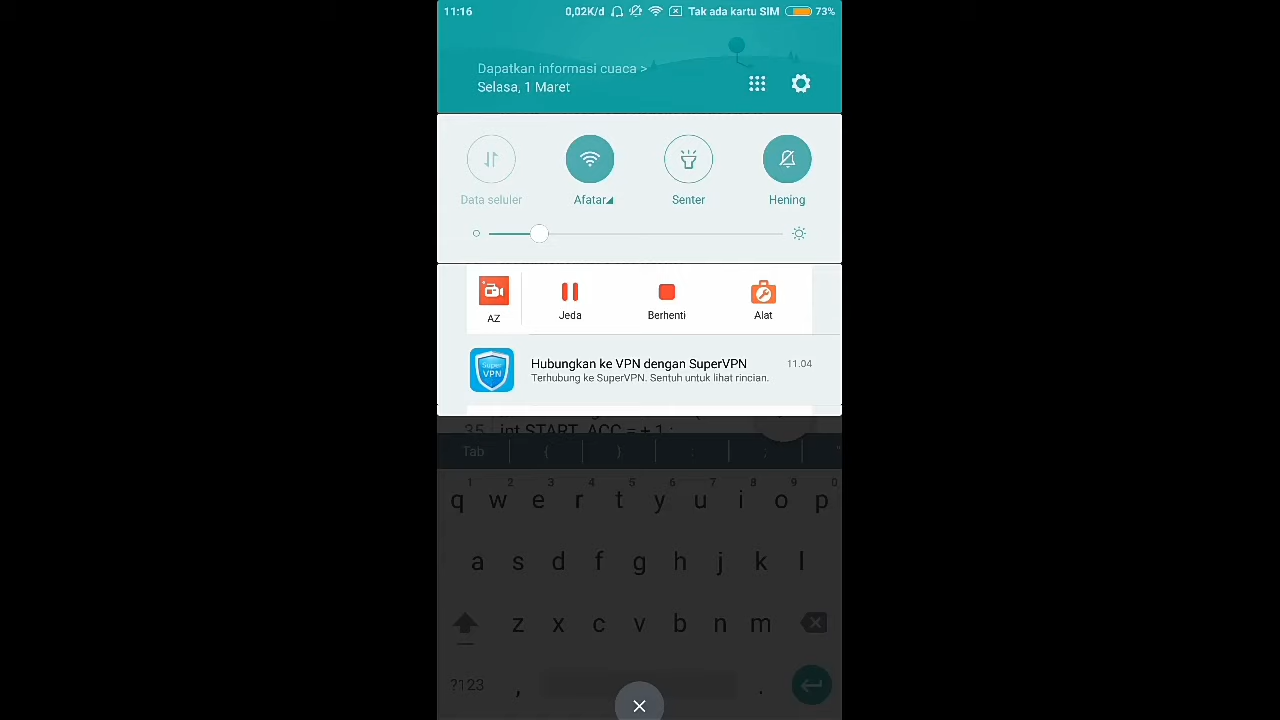 11:16 0,02K/d Tak ada kartu SIM 73%
Dapatkan informasi cuaca >
Selasa, 1 Maret
Data seluler Afatar Senter Hening
AZ Jeda Berhenti Alat
Hubungkan ke VPN dengan SuperVPN 11.04
Terhubung ke SuperVPN. Sentuh untuk lihat rincian.
Super
VPN
35 int START_ACC = + 1 ;
Tab { } : ; "
1 2 3 4 5 6 7 8 9 0
q w e r t y u i o p
a s d f g h j k l
z x c v b n m
?123 , .